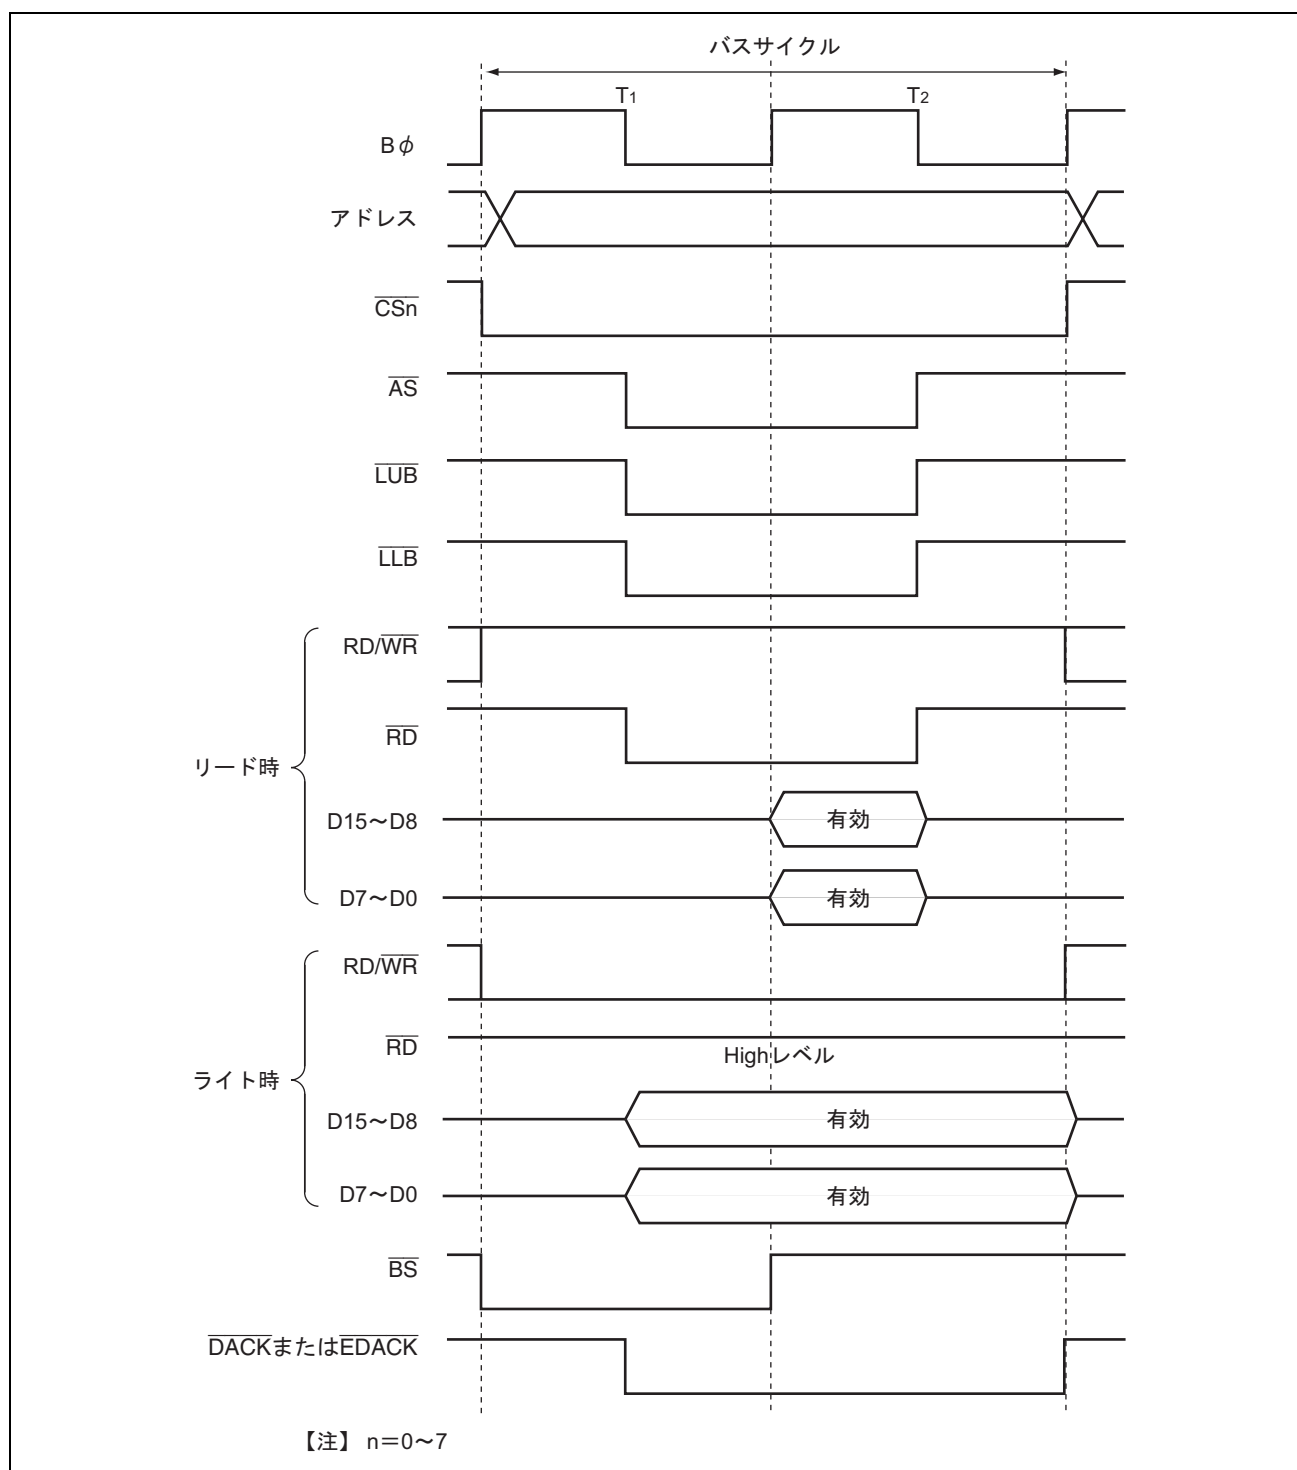 バスサイクル
T1
T2
Bφ
アドレス
CSn
AS
LUB
LLB
RD/WR
RD
リード時
D15～D8
有効
D7～D0
有効
RD/WR
RD
Highレベル
ライト時
D15～D8
有効
D7～D0
有効
BS
DACKまたはEDACK
【注】 n＝0～7